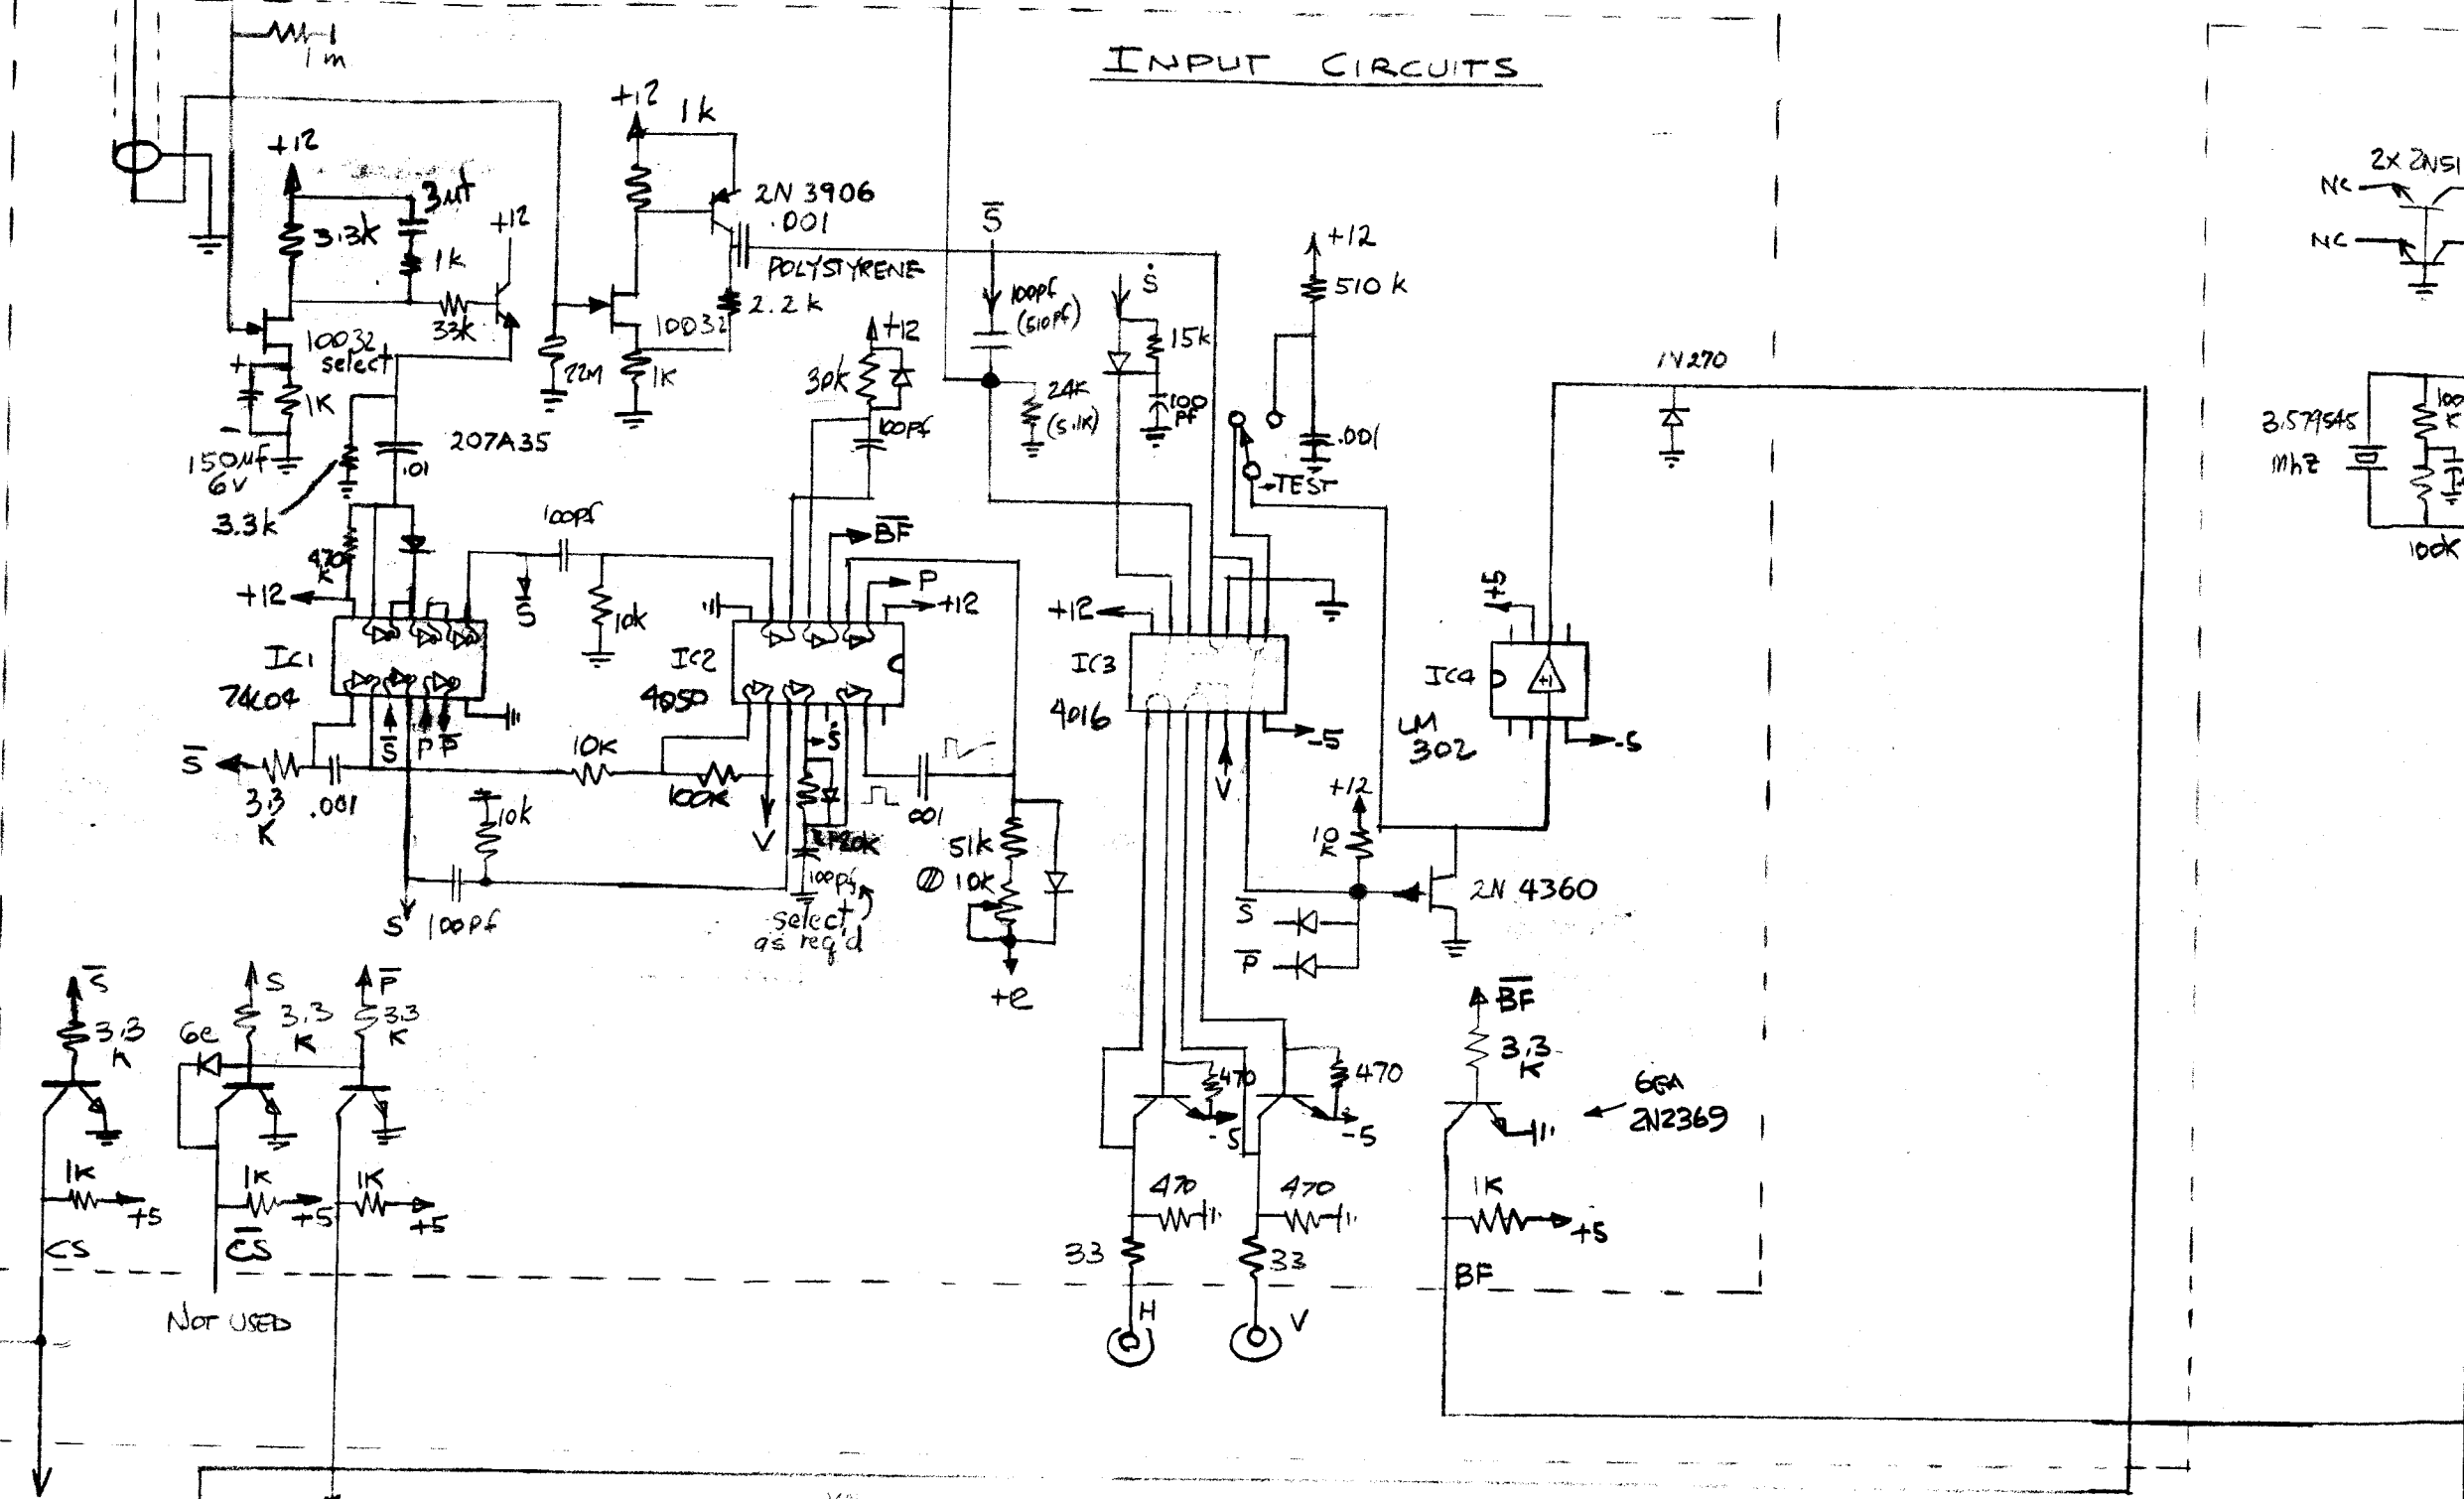 INPUT CIRCUITS
1 m
+12
3.3k
3µf
1k
+12
33k
10032
select
+
1K
150µf
6v
3.3k
.01
207A35
470
K
+12
IC1
74C04
+12
1k
2N 3906
.001
POLYSTYRENE
2.2k
10032
22M
1K
+12
30k
100pf
100pf
S̅
10k
B̅F̅
P
+12
IC2
4050
S̅
P
P̅
S̅
3.3
K
.001
10K
100K
V
Ṡ
10k
100pf
S
100pf
select
as req'd
.001
51k
10K
+e
S̅
100pf
(510pf)
Ṡ
15k
24K
(5.1K)
100
pf
+12
510 k
.001
→TEST
+12
IC3
4016
-5
V
1N270
+5
IC4
LM
302
-5
+12
10
K
2N 4360
S̅
P̅
S̅
3.3
K
1K
+5
CS
6e
S
3.3
K
1K
+5
C̅S̅
NOT USED
P̅
3.3
K
1K
+5
470
-5
470
-5
470
470
33
33
H
V
B̅F̅
3.3
K
6EA
2N2369
1K
+5
BF
2x 2N51
NC
NC
3.579545
MhZ
100
K
100K